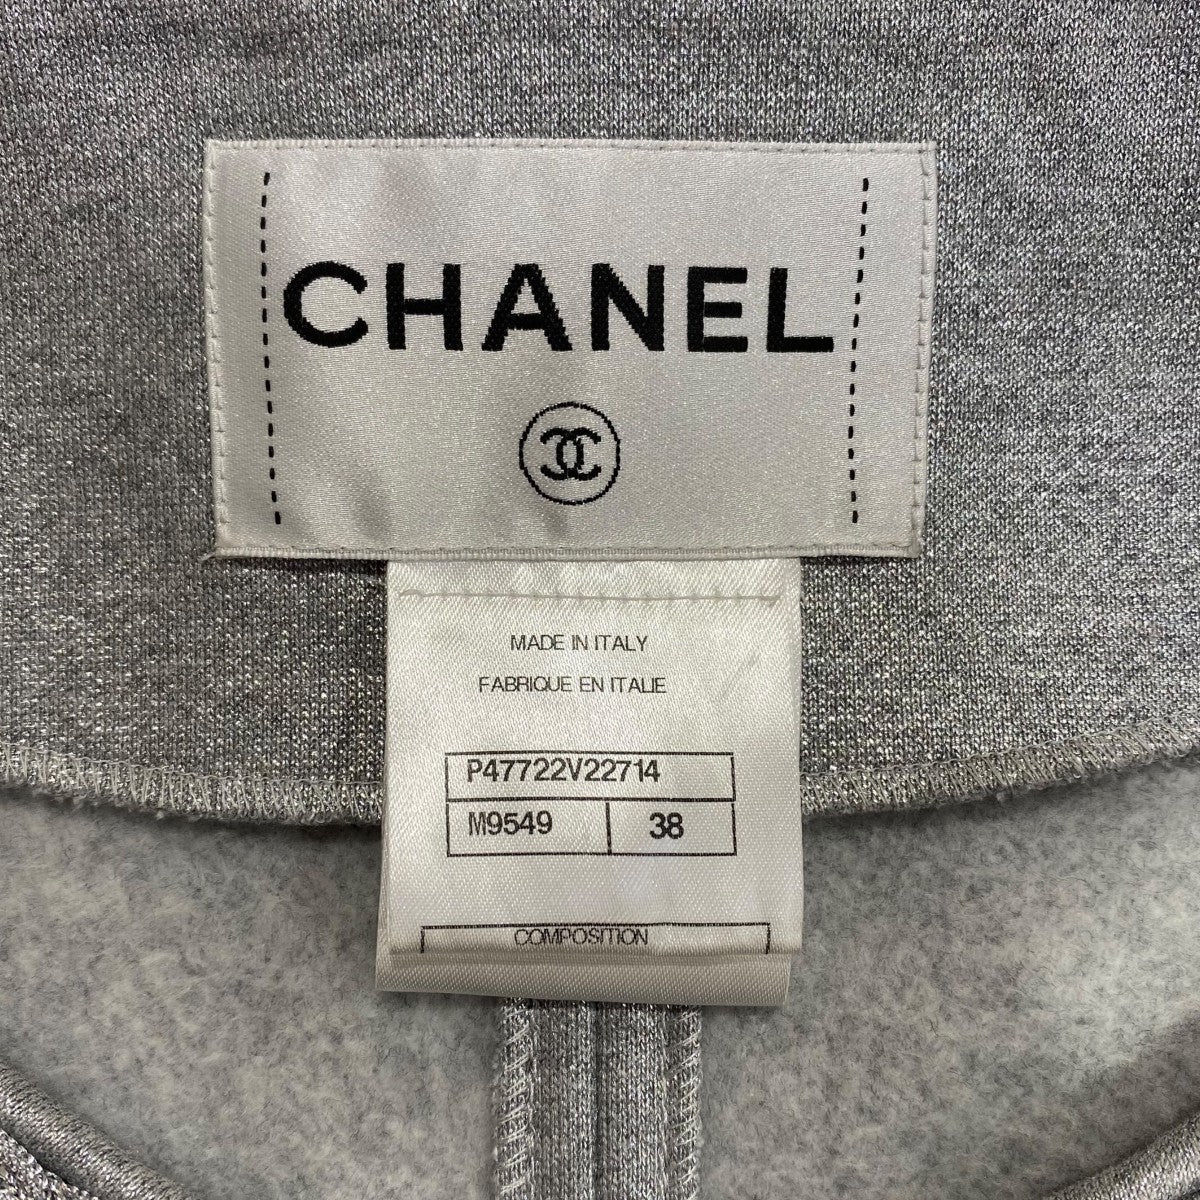 CHANEL
MADE IN ITALY
FABRIQUE EN ITALIE
P47722V22714
M9549 38
COMPOSITION